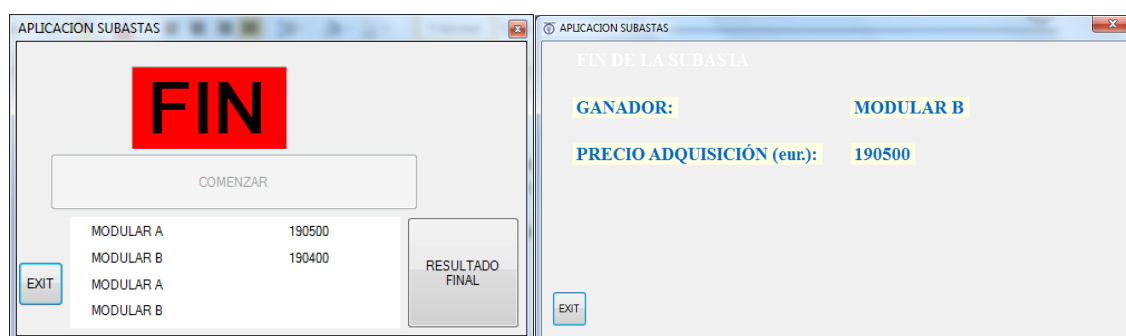 APLICACION SUBASTAS
FIN
COMENZAR
MODULAR A 190500
MODULAR B 190400
MODULAR A
MODULAR B
EXIT
RESULTADO
FINAL
APLICACION SUBASTAS
FIN DE LA SUBASTA
GANADOR: MODULAR B
PRECIO ADQUISICIÓN (eur.): 190500
EXIT